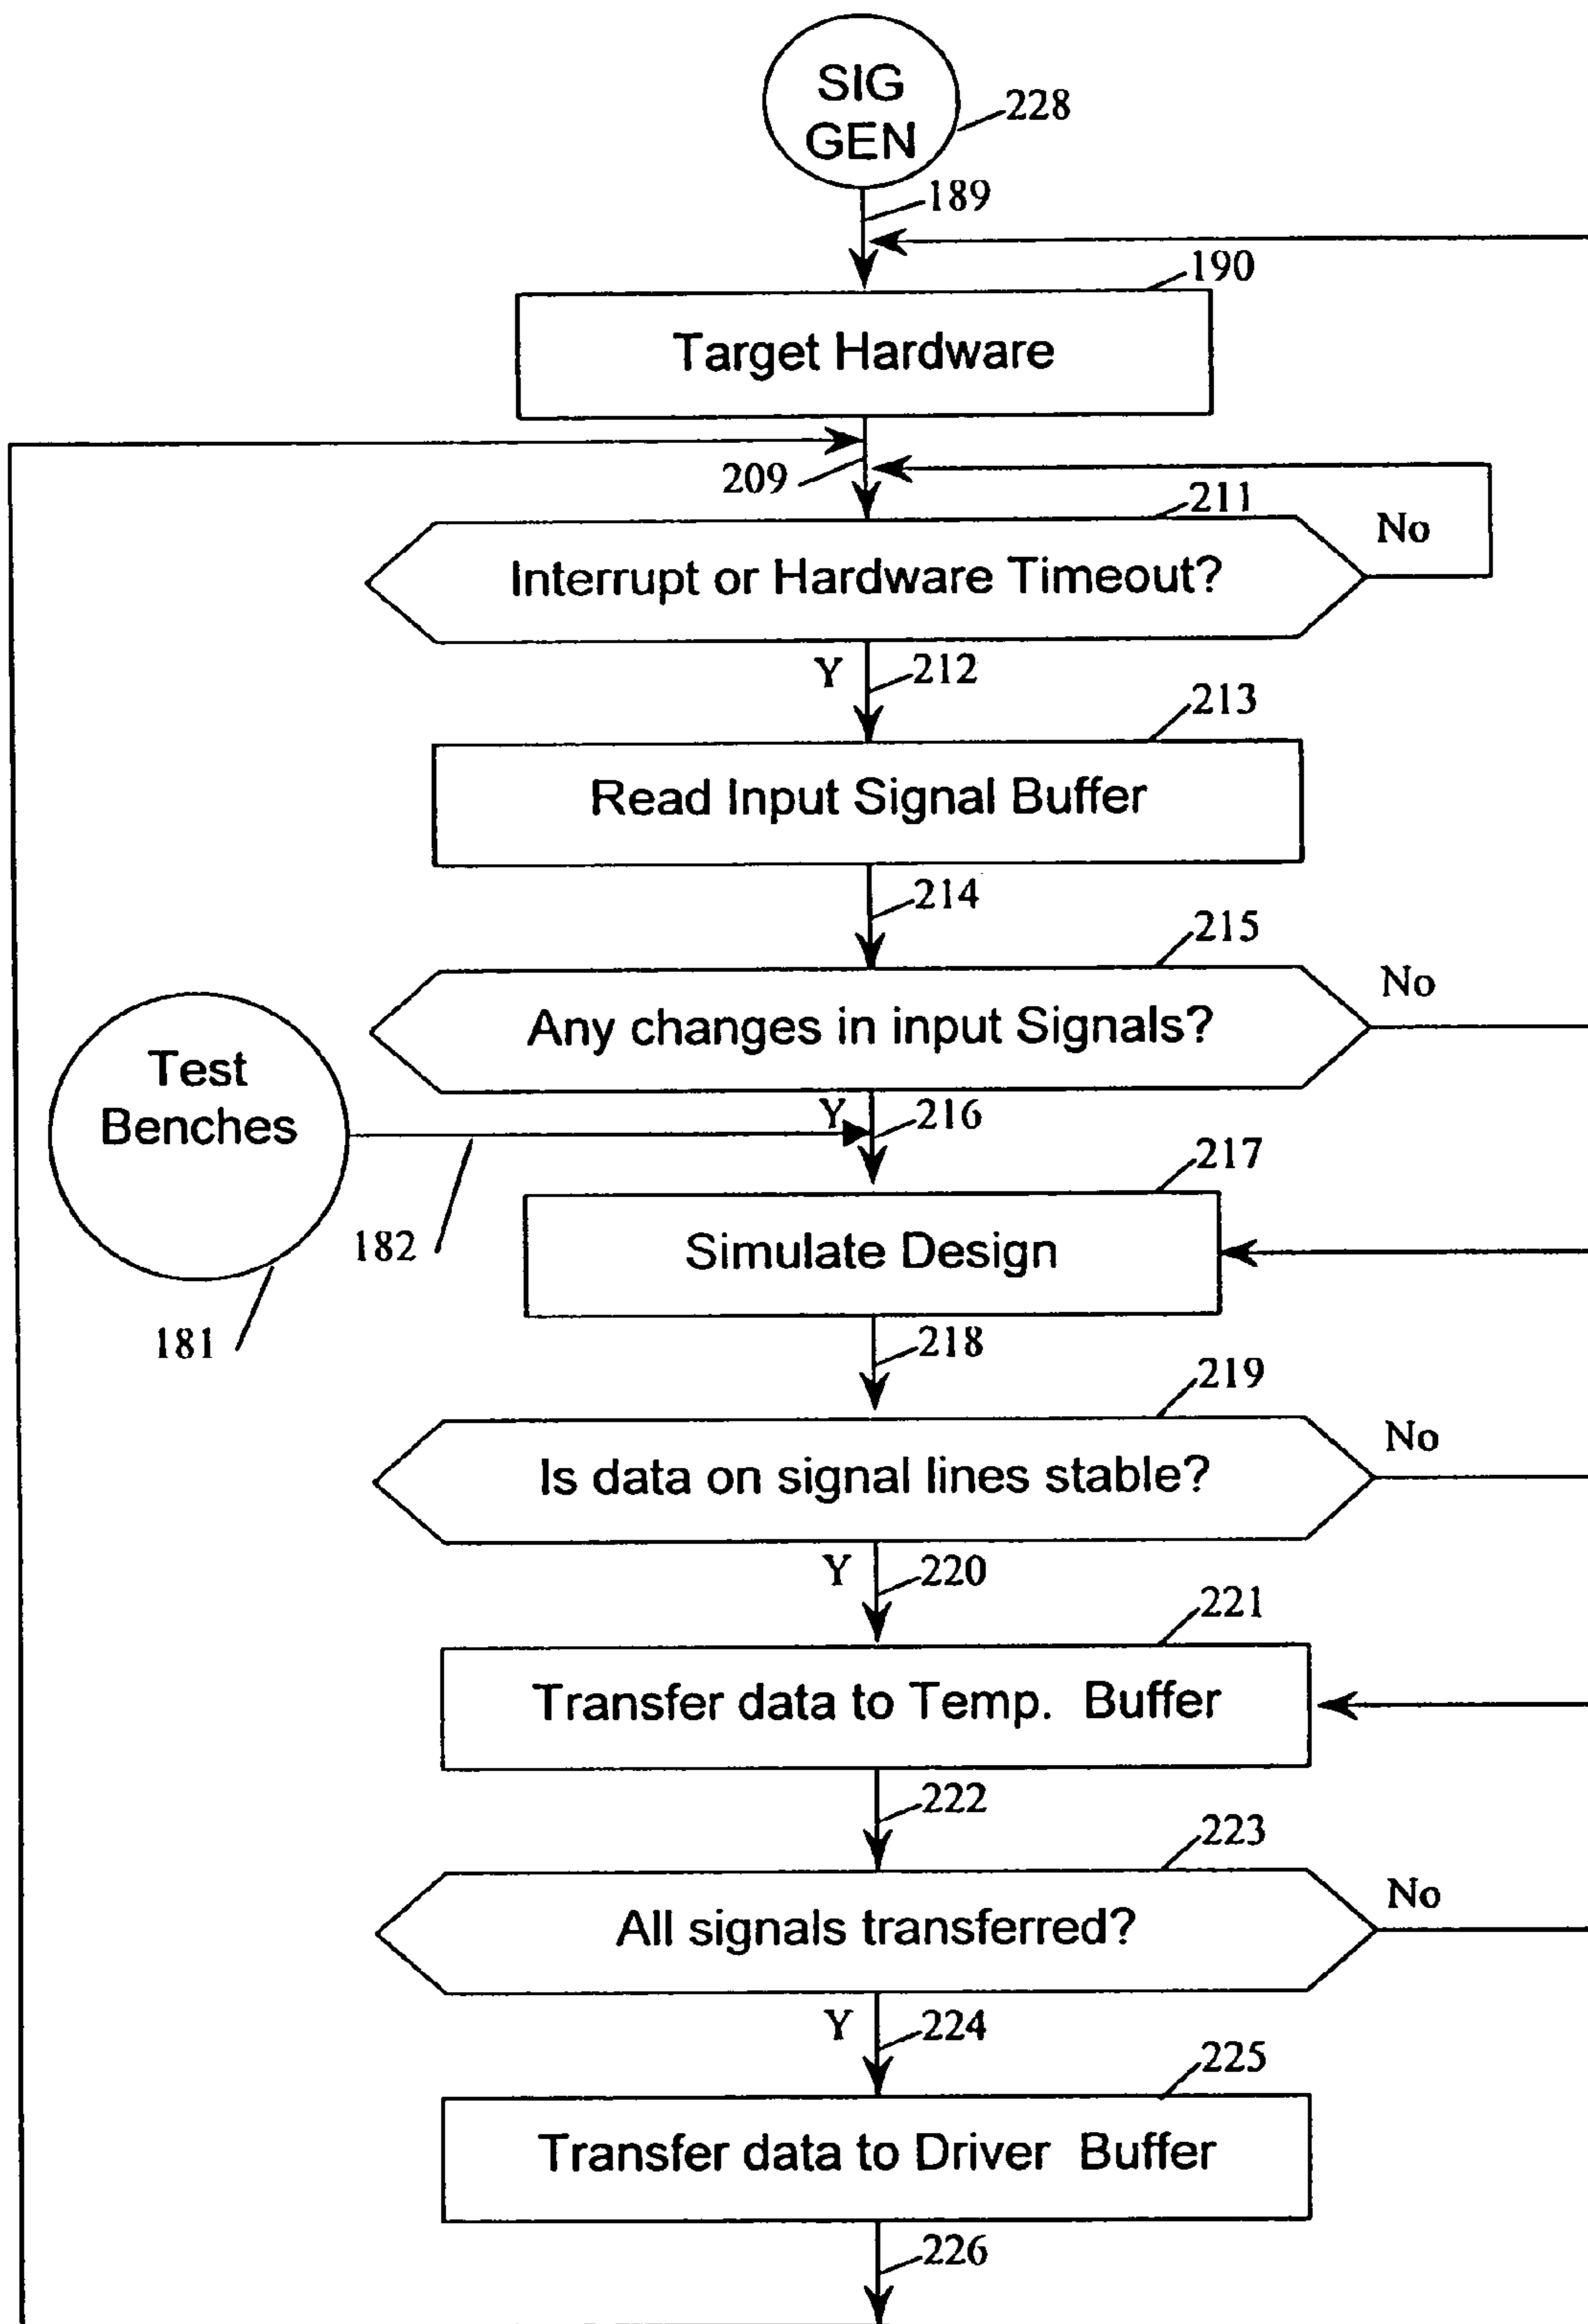 SIG
GEN
228
189
190
Target Hardware
209
211
No
Interrupt or Hardware Timeout?
Y
212
213
Read Input Signal Buffer
214
215
No
Any changes in input Signals?
Test
Benches
Y
216
182
217
Simulate Design
181
218
219
No
Is data on signal lines stable?
Y
220
221
Transfer data to Temp. Buffer
222
223
No
All signals transferred?
Y
224
225
Transfer data to Driver Buffer
226